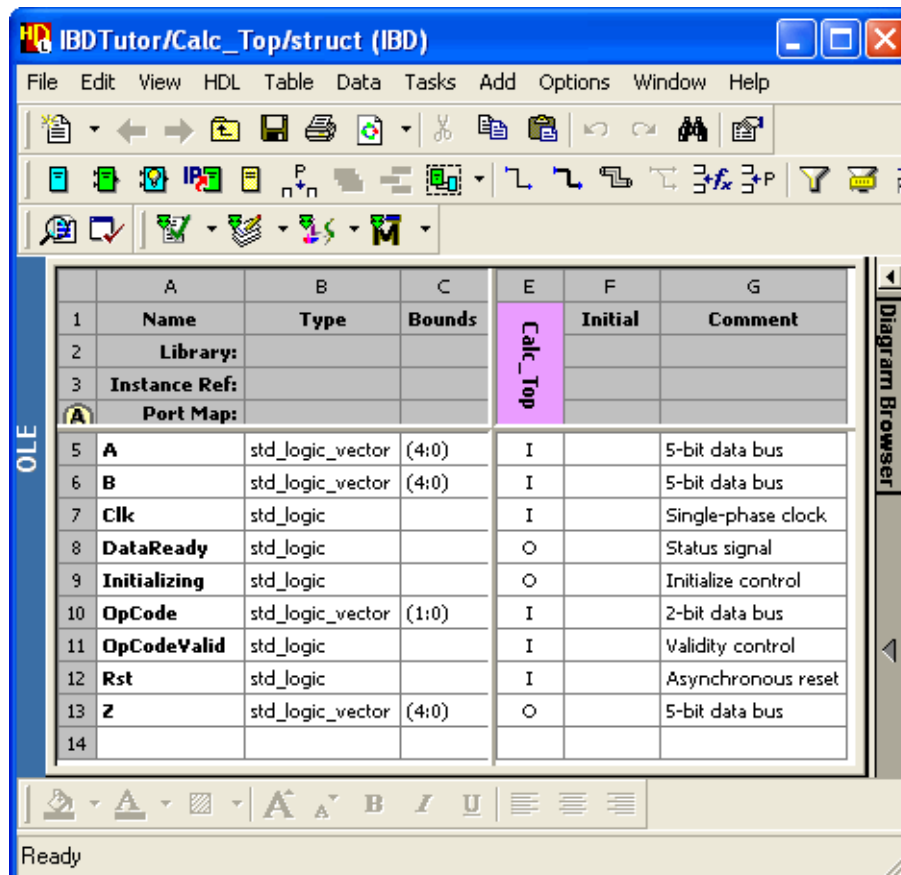 IBDTutor/Calc_Top/struct (IBD)
File Edit View HDL Table Data Tasks Add Options Window Help
A B C E F G
1 Name Type Bounds Calc_Top Initial Comment
2 Library:
3 Instance Ref:
A Port Map:
5 A std_logic_vector (4:0) I 5-bit data bus
6 B std_logic_vector (4:0) I 5-bit data bus
7 Clk std_logic I Single-phase clock
8 DataReady std_logic O Status signal
9 Initializing std_logic O Initialize control
10 OpCode std_logic_vector (1:0) I 2-bit data bus
11 OpCodeValid std_logic I Validity control
12 Rst std_logic I Asynchronous reset
13 Z std_logic_vector (4:0) O 5-bit data bus
14
OLE
Diagram Browser
A A A B I U
Ready